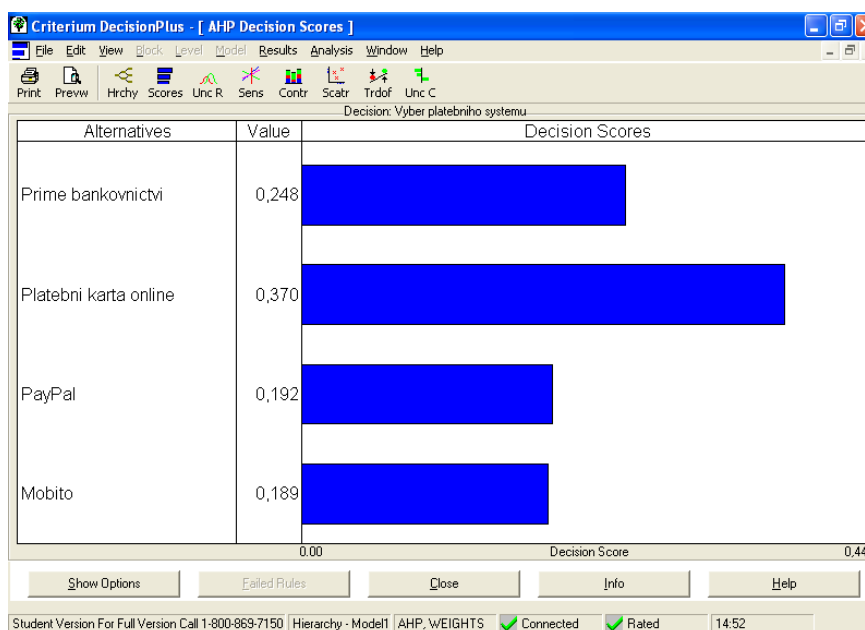 Criterium DecisionPlus - [ AHP Decision Scores ]
File Edit View Block Level Model Results Analysis Window Help
Print Prevw Hrchy Scores Unc R Sens Contr Scatr Trdof Unc C
Decision: Vyber platebniho systemu
Alternatives Value Decision Scores
Prime bankovnictvi 0,248
Platebni karta online 0,370
PayPal 0,192
Mobito 0,189
0.00 Decision Score 0,44
Show Options Failed Rules Close Info Help
Student Version For Full Version Call 1-800-869-7150 Hierarchy - Model1 AHP, WEIGHTS Connected Rated 14:52